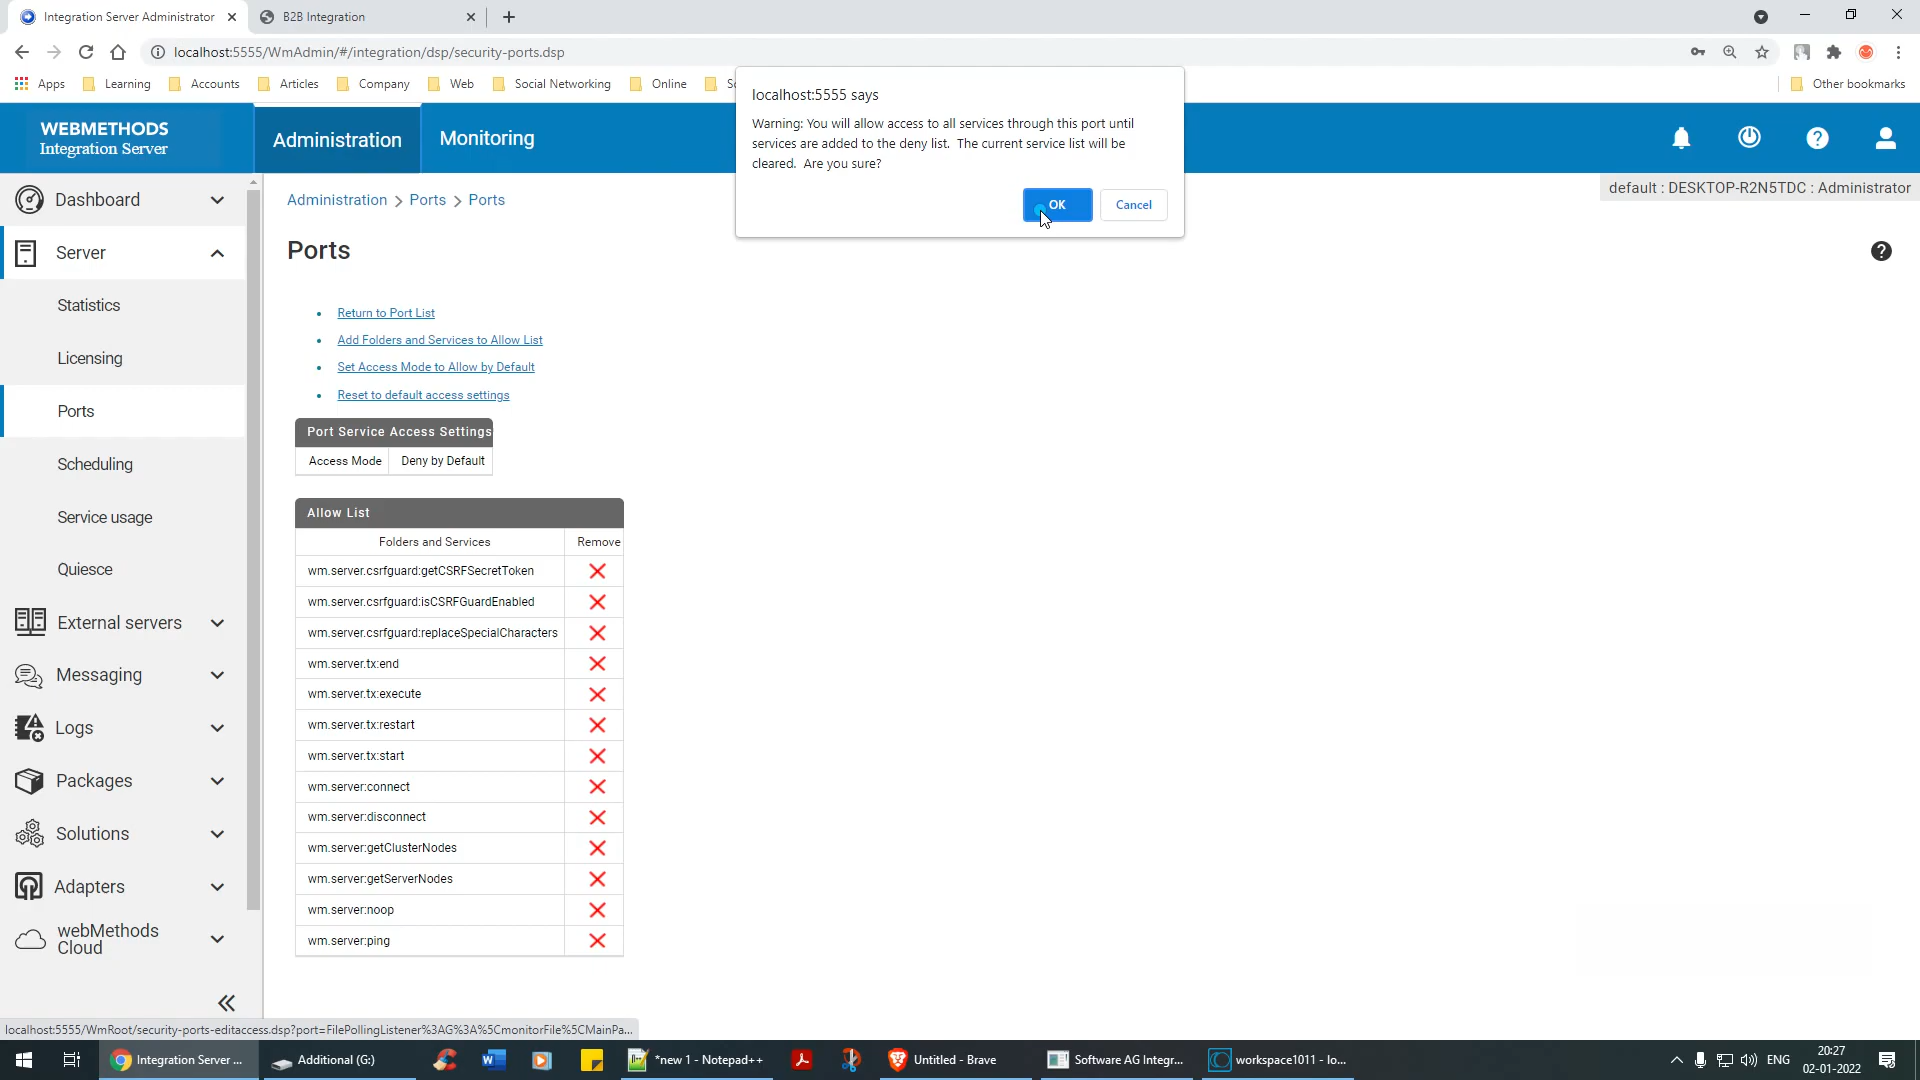 Integration Server Administrator
B2B Integration
localhost:5555/WmAdmin/#/integration/dsp/security-ports.dsp
Apps
Learning
Accounts
Articles
Company
Web
Social Networking
Online
Other bookmarks
localhost:5555 says
Warning: You will allow access to all services through this port until
services are added to the deny list. The current service list will be
cleared. Are you sure?
OK
Cancel
WEBMETHODS
Integration Server
Administration
Monitoring
default : DESKTOP-R2N5TDC : Administrator
Dashboard
Server
Statistics
Licensing
Ports
Scheduling
Service usage
Quiesce
External servers
Messaging
Logs
Packages
Solutions
Adapters
webMethods
Cloud
Administration > Ports > Ports
Ports
Return to Port List
Add Folders and Services to Allow List
Set Access Mode to Allow by Default
Reset to default access settings
Port Service Access Settings
Access Mode Deny by Default
Allow List
Folders and Services Remove
wm.server.csrfguard:getCSRFSecretToken
wm.server.csrfguard:isCSRFGuardEnabled
wm.server.csrfguard:replaceSpecialCharacters
wm.server.tx:end
wm.server.tx:execute
wm.server.tx:restart
wm.server.tx:start
wm.server:connect
wm.server:disconnect
wm.server:getClusterNodes
wm.server:getServerNodes
wm.server:noop
wm.server:ping
localhost:5555/WmRoot/security-ports-editaccess.dsp?port=FilePollingListener%3AG%3A%5CmonitorFile%5CMainPa...
Integration Server ...
Additional (G:)
*new 1 - Notepad++
Untitled - Brave
Software AG Integr...
workspace1011 - Io...
ENG
20:27
02-01-2022